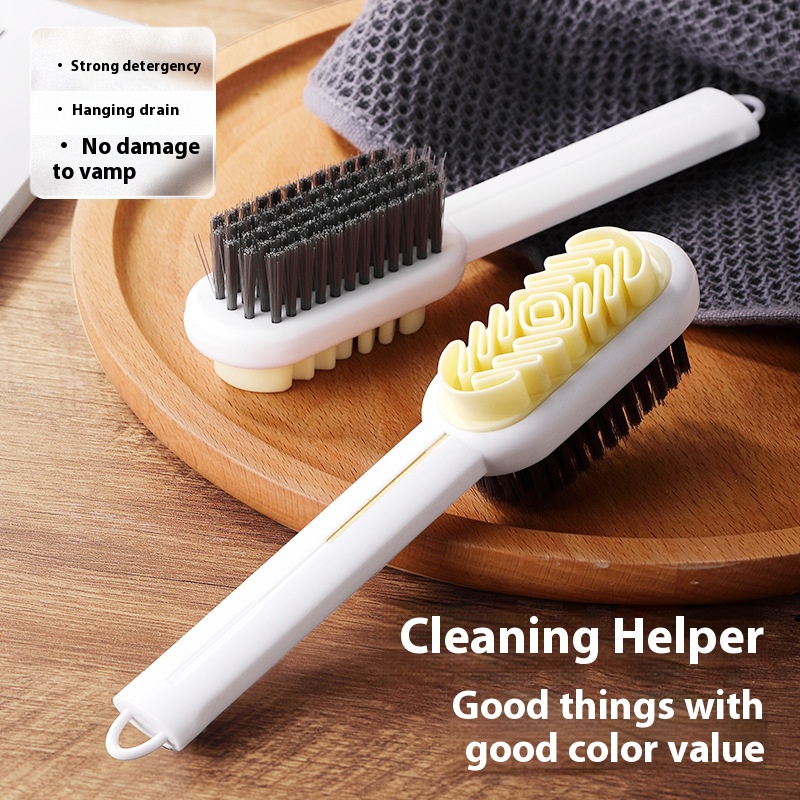 • Strong detergency
• Hanging drain
• No damage
to vamp
Cleaning Helper
Good things with
good color value